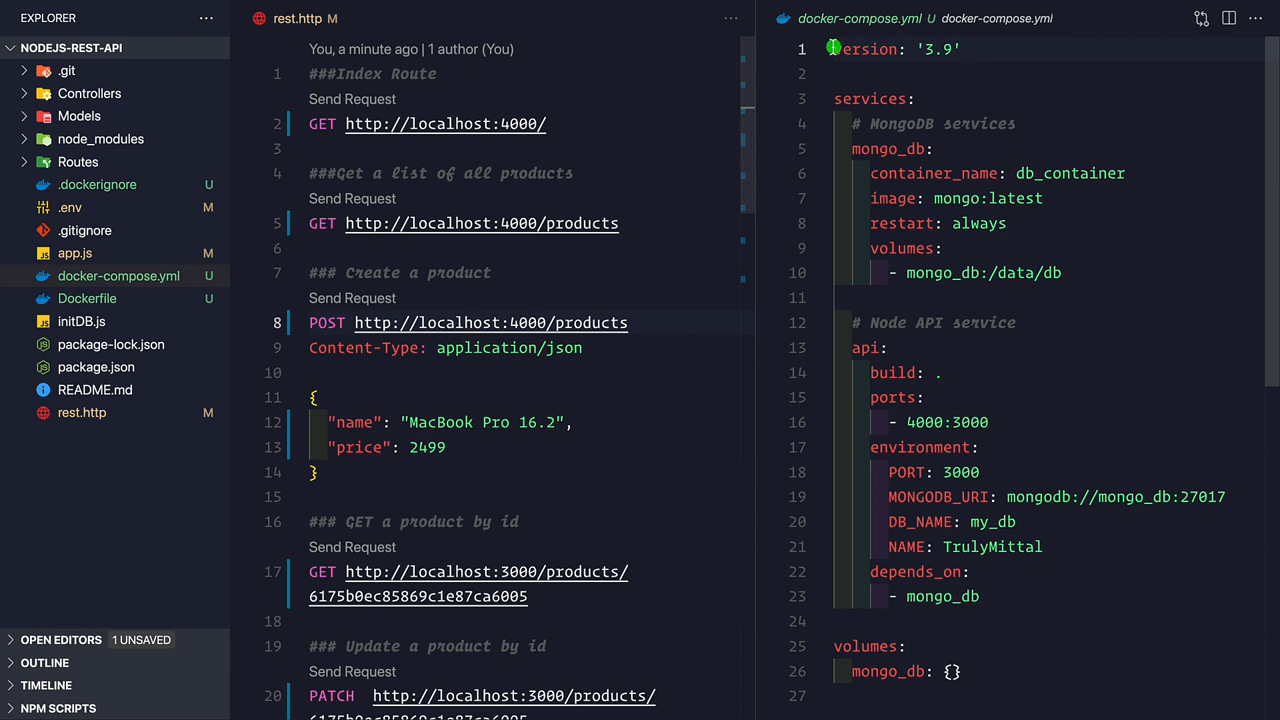 EXPLORER
NODEJS-REST-API
.git
Controllers
Models
node_modules
Routes
.dockerignore U
.env M
.gitignore
app.js M
docker-compose.yml U
Dockerfile U
initDB.js
package-lock.json
package.json
README.md
rest.http M
OPEN EDITORS 1 UNSAVED
OUTLINE
TIMELINE
NPM SCRIPTS
rest.http M
You, a minute ago | 1 author (You)
1 ###Index Route
Send Request
2 GET http://localhost:4000/
3
4 ###Get a list of all products
Send Request
5 GET http://localhost:4000/products
6
7 ### Create a product
Send Request
8 POST http://localhost:4000/products
9 Content-Type: application/json
10
11 {
12 "name": "MacBook Pro 16.2",
13 "price": 2499
14 }
15
16 ### GET a product by id
Send Request
17 GET http://localhost:3000/products/
6175b0ec85869c1e87ca6005
18
19 ### Update a product by id
Send Request
20 PATCH http://localhost:3000/products/
6175b0ec85869c1e87ca6005
docker-compose.yml U docker-compose.yml
1 version: '3.9'
2
3 services:
4 # MongoDB services
5 mongo_db:
6 container_name: db_container
7 image: mongo:latest
8 restart: always
9 volumes:
10 - mongo_db:/data/db
11
12 # Node API service
13 api:
14 build: .
15 ports:
16 - 4000:3000
17 environment:
18 PORT: 3000
19 MONGODB_URI: mongodb://mongo_db:27017
20 DB_NAME: my_db
21 NAME: TrulyMittal
22 depends_on:
23 - mongo_db
24
25 volumes:
26 mongo_db: {}
27